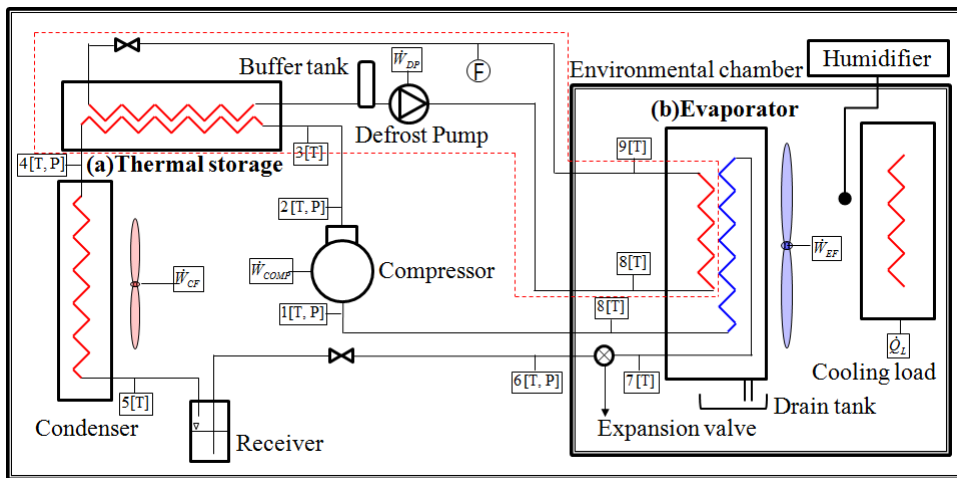 Humidifier
Ẇ_DP
Buffer tank
F
Environmental chamber
(b)Evaporator
Defrost Pump
9[T]
3[T]
4[T, P]
(a)Thermal storage
2[T, P]
Ẇ_EF
8[T]
Ẇ_CF
Ẇ_COMP
Compressor
1[T, P]
8[T]
Q̇_L
6[T, P]
7[T]
Cooling load
5[T]
Drain tank
Condenser
Receiver
Expansion valve